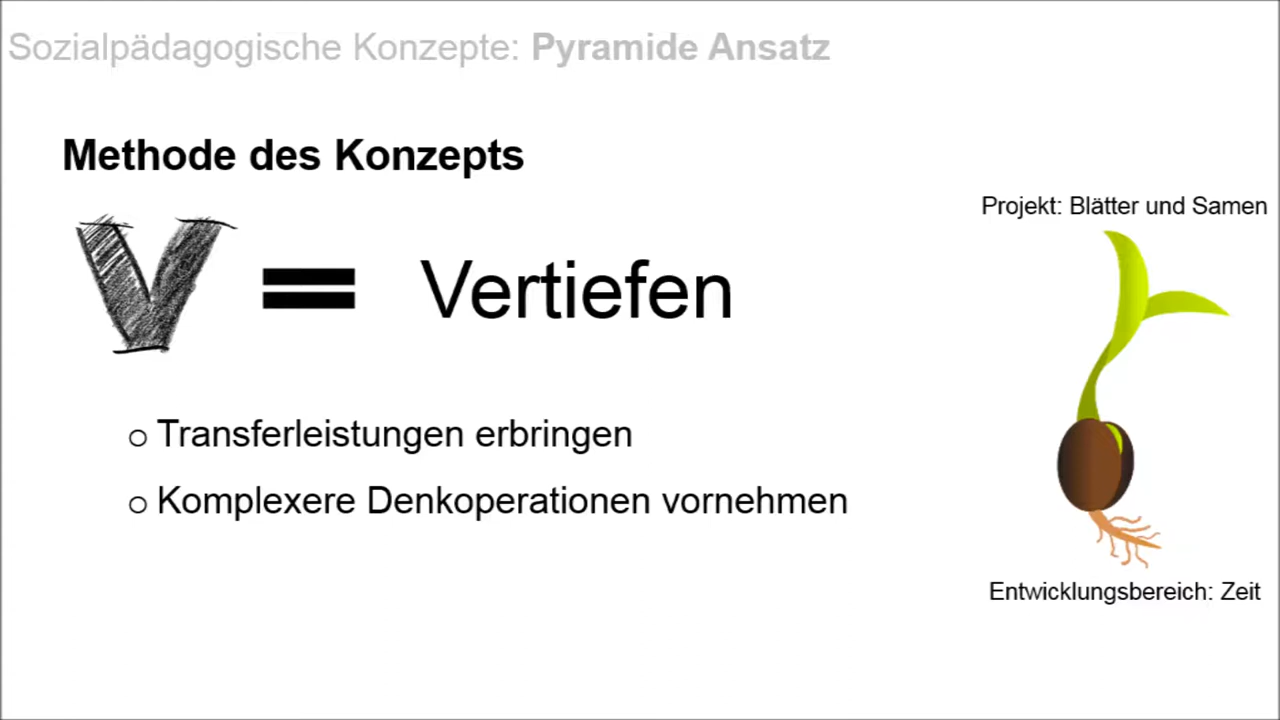 Sozialpädagogische Konzepte: Pyramide Ansatz
Methode des Konzepts
Projekt: Blätter und Samen
V = Vertiefen
○ Transferleistungen erbringen
○ Komplexere Denkoperationen vornehmen
Entwicklungsbereich: Zeit